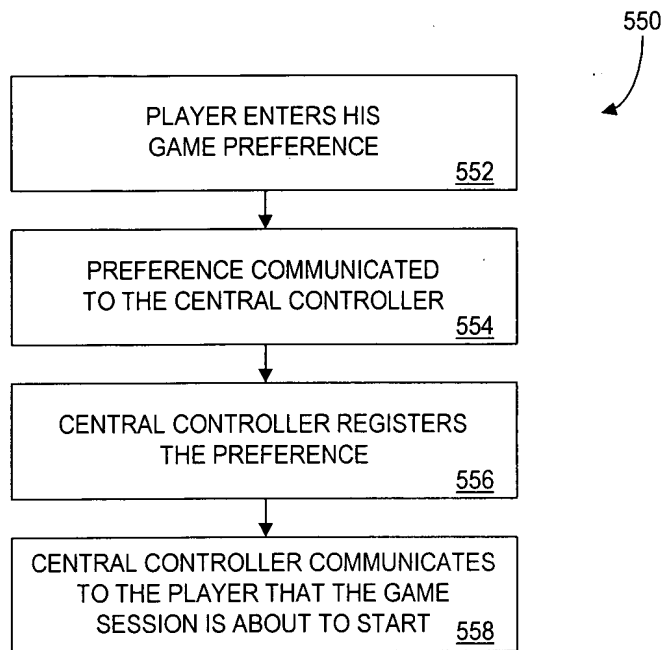 550
PLAYER ENTERS HIS
GAME PREFERENCE
552
PREFERENCE COMMUNICATED
TO THE CENTRAL CONTROLLER
554
CENTRAL CONTROLLER REGISTERS
THE PREFERENCE
556
CENTRAL CONTROLLER COMMUNICATES
TO THE PLAYER THAT THE GAME
SESSION IS ABOUT TO START 558